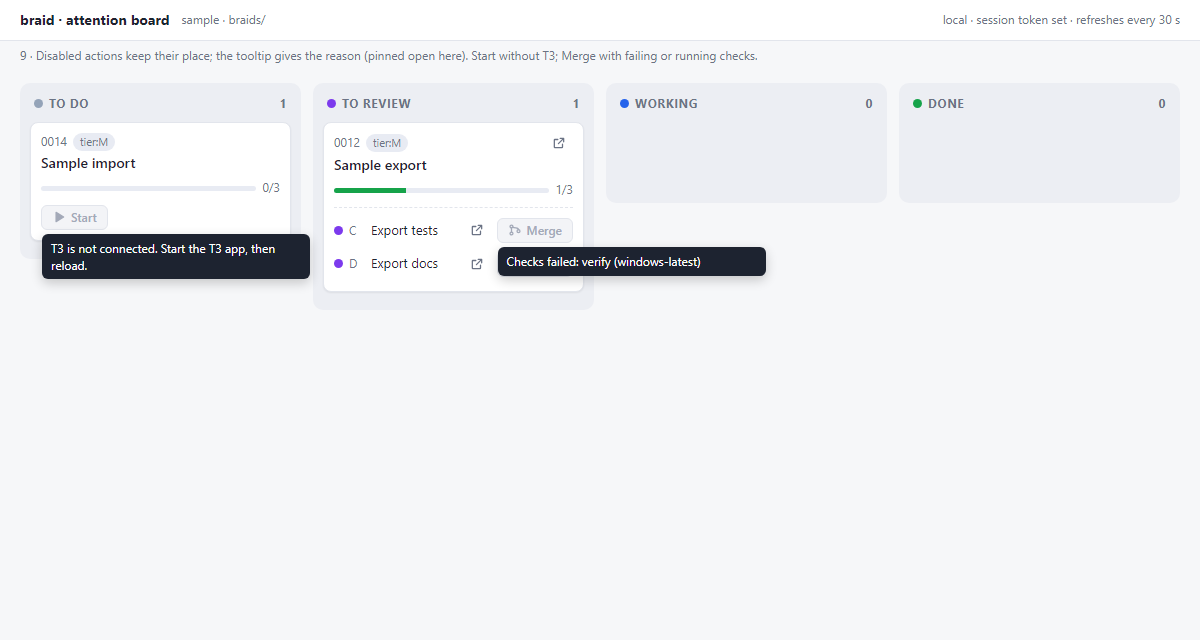 braid · attention board sample · braids/ local · session token set · refreshes every 30 s
9 · Disabled actions keep their place; the tooltip gives the reason (pinned open here). Start without T3; Merge with failing or running checks.
TO DO 1
0014 tier:M
Sample import
0/3
Start
T3 is not connected. Start the T3 app, then
reload.
TO REVIEW 1
0012 tier:M
Sample export
1/3
C Export tests Merge
D Export docs
Checks failed: verify (windows-latest)
WORKING 0
DONE 0